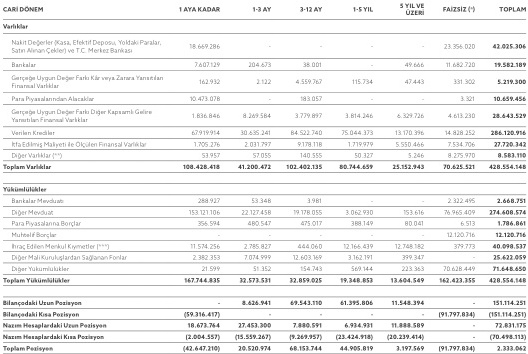 CARİ DÖNEM 1 AYA KADAR 1-3 AY 3-12 AY 1-5 YIL 5 YIL VE ÜZERİ FAİZSİZ (*) TOPLAM
Varlıklar
Nakit Değerler (Kasa, Efektif Deposu, Yoldaki Paralar, Satın Alınan Çekler) ve T.C. Merkez Bankası 18.669.286 - - - - 23.356.020 42.025.306
Bankalar 7.607.129 204.673 38.001 - 49.666 11.682.720 19.582.189
Gerçeğe Uygun Değer Farkı Kâr veya Zarara Yansıtılan Finansal Varlıklar 162.932 2.122 4.559.767 115.734 47.443 331.302 5.219.300
Para Piyasalarından Alacaklar 10.473.078 - 183.057 - - 3.321 10.659.456
Gerçeğe Uygun Değer Farkı Diğer Kapsamlı Gelire Yansıtılan Finansal Varlıklar 1.836.846 8.269.584 3.779.897 3.814.246 6.329.726 4.613.230 28.643.529
Verilen Krediler 67.919.914 30.635.241 84.522.740 75.044.373 13.170.396 14.828.252 286.120.916
İtfa Edilmiş Maliyeti ile Ölçülen Finansal Varlıklar 1.705.276 2.031.797 9.178.118 1.719.979 5.550.466 7.534.706 27.720.342
Diğer Varlıklar (**) 53.957 57.055 140.555 50.327 5.246 8.275.970 8.583.110
Toplam Varlıklar 108.428.418 41.200.472 102.402.135 80.744.659 25.152.943 70.625.521 428.554.148
Yükümlülükler
Bankalar Mevduatı 288.927 53.348 3.981 - - 2.322.495 2.668.751
Diğer Mevduat 153.121.106 22.127.458 19.178.055 3.062.930 153.616 76.965.409 274.608.574
Para Piyasalarına Borçlar 356.594 480.547 475.017 388.149 80.041 6.513 1.786.861
Muhtelif Borçlar - - - - - 12.120.716 12.120.716
İhraç Edilen Menkul Kıymetler (***) 11.574.256 2.785.827 444.060 12.166.439 12.748.182 379.773 40.098.537
Diğer Mali Kuruluşlardan Sağlanan Fonlar 2.382.353 7.074.999 12.603.169 3.162.191 399.347 - 25.622.059
Diğer Yükümlülükler 21.599 51.352 154.743 569.144 223.363 70.628.449 71.648.650
Toplam Yükümlülükler 167.744.835 32.573.531 32.859.025 19.348.853 13.604.549 162.423.355 428.554.148
Bilançodaki Uzun Pozisyon - 8.626.941 69.543.110 61.395.806 11.548.394 - 151.114.251
Bilançodaki Kısa Pozisyon (59.316.417) - - - - (91.797.834) (151.114.251)
Nazım Hesaplardaki Uzun Pozisyon 18.673.764 27.453.300 7.880.591 6.934.931 11.888.589 - 72.831.175
Nazım Hesaplardaki Kısa Pozisyon (2.004.557) (15.559.267) (9.269.957) (23.424.918) (20.239.414) - (70.498.113)
Toplam Pozisyon (42.647.210) 20.520.974 68.153.744 44.905.819 3.197.569 (91.797.834) 2.333.062